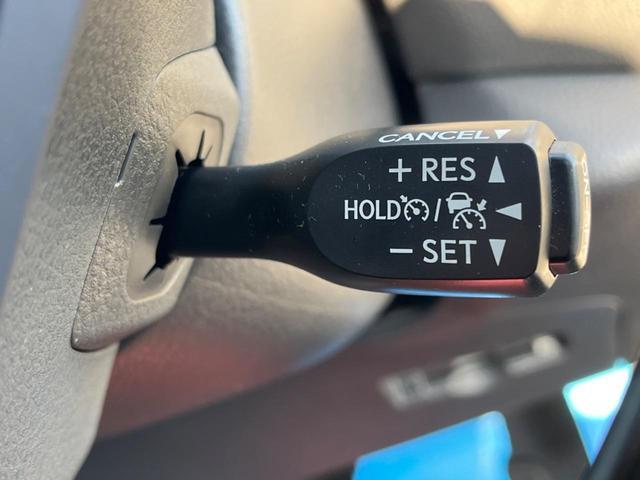 CANCEL▼
+ RES ▲
HOLD / ◀
− SET ▼